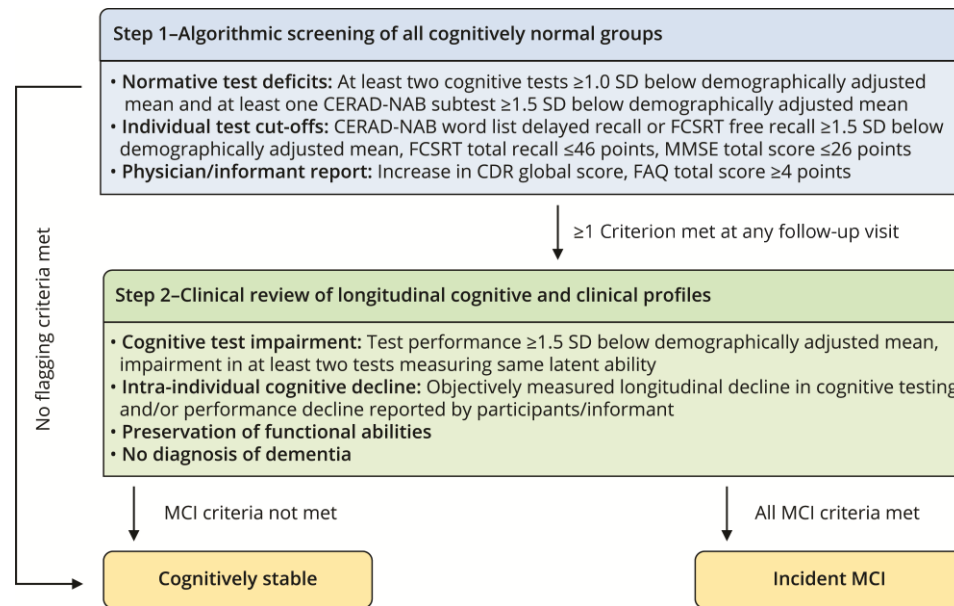 Step 1–Algorithmic screening of all cognitively normal groups
• Normative test deficits: At least two cognitive tests ≥1.0 SD below demographically adjusted
mean and at least one CERAD-NAB subtest ≥1.5 SD below demographically adjusted mean
• Individual test cut-offs: CERAD-NAB word list delayed recall or FCSRT free recall ≥1.5 SD below
demographically adjusted mean, FCSRT total recall ≤46 points, MMSE total score ≤26 points
• Physician/informant report: Increase in CDR global score, FAQ total score ≥4 points
No flagging criteria met
≥1 Criterion met at any follow-up visit
Step 2–Clinical review of longitudinal cognitive and clinical profiles
• Cognitive test impairment: Test performance ≥1.5 SD below demographically adjusted mean,
impairment in at least two tests measuring same latent ability
• Intra-individual cognitive decline: Objectively measured longitudinal decline in cognitive testing
and/or performance decline reported by participants/informant
• Preservation of functional abilities
• No diagnosis of dementia
MCI criteria not met
All MCI criteria met
Cognitively stable
Incident MCI